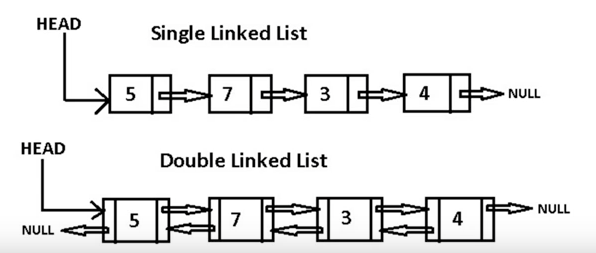 HEAD
Single Linked List
5 7 3 4 NULL
HEAD
Double Linked List
NULL 5 7 3 4 NULL